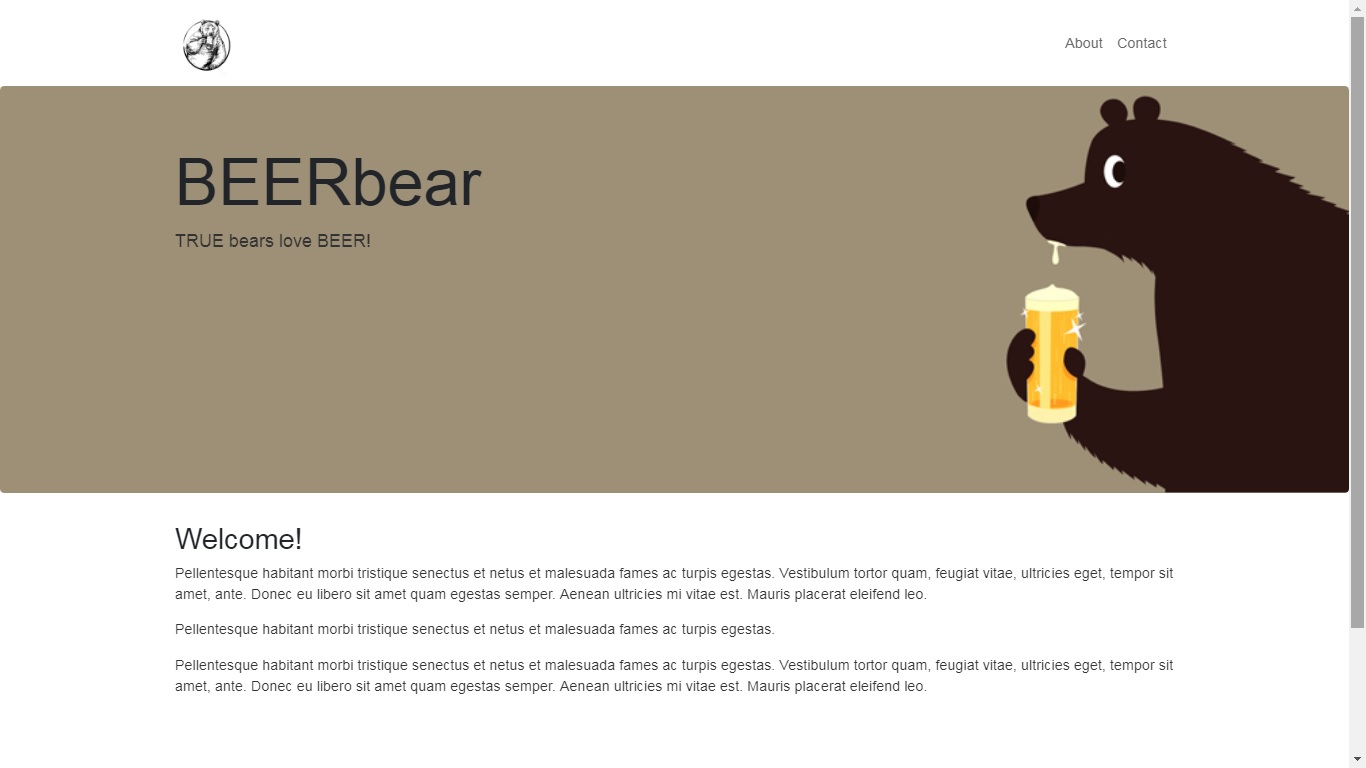 About Contact
BEERbear
TRUE bears love BEER!
Welcome!
Pellentesque habitant morbi tristique senectus et netus et malesuada fames ac turpis egestas. Vestibulum tortor quam, feugiat vitae, ultricies eget, tempor sit
amet, ante. Donec eu libero sit amet quam egestas semper. Aenean ultricies mi vitae est. Mauris placerat eleifend leo.
Pellentesque habitant morbi tristique senectus et netus et malesuada fames ac turpis egestas.
Pellentesque habitant morbi tristique senectus et netus et malesuada fames ac turpis egestas. Vestibulum tortor quam, feugiat vitae, ultricies eget, tempor sit
amet, ante. Donec eu libero sit amet quam egestas semper. Aenean ultricies mi vitae est. Mauris placerat eleifend leo.